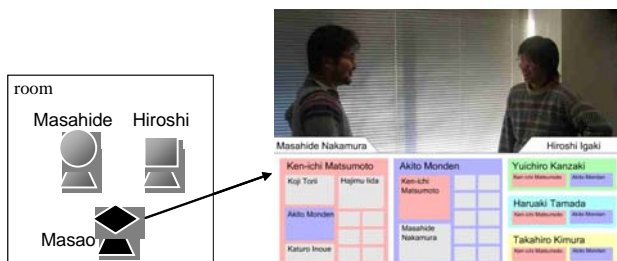 room
Masahide Hiroshi
Masao
Masahide Nakamura
Hiroshi Igaki
Ken-ichi Matsumoto
Koji Torii
Hajimu Iida
Akito Monden
Katuro Inoue
Akito Monden
Ken-ichi
Matsumoto
Masahide
Nakamura
Yuichiro Kanzaki
Ken-ichi Matsumoto Akito Monden
Haruaki Tamada
Ken-ichi Matsumoto Akito Monden
Takahiro Kimura
Ken-ichi Matsumoto Akito Monden